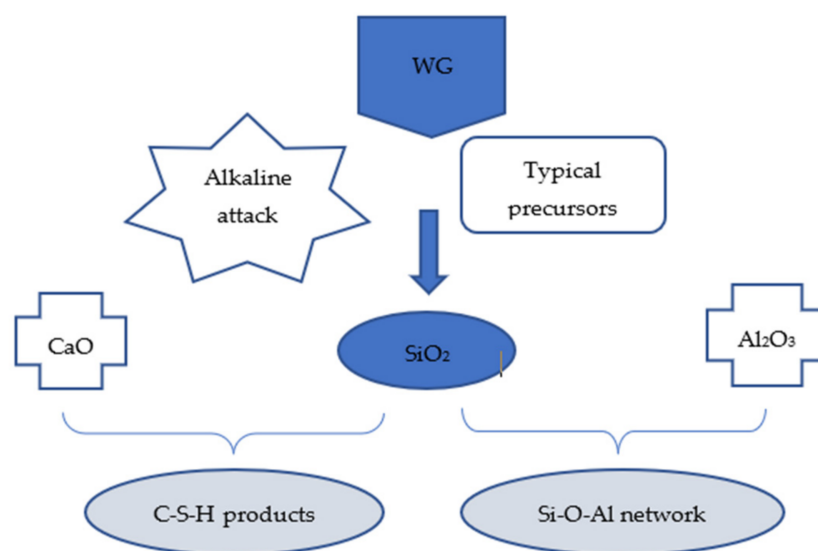 WG
Alkaline
attack
Typical
precursors
CaO
SiO₂
Al₂O₃
C-S-H products
Si-O-Al network